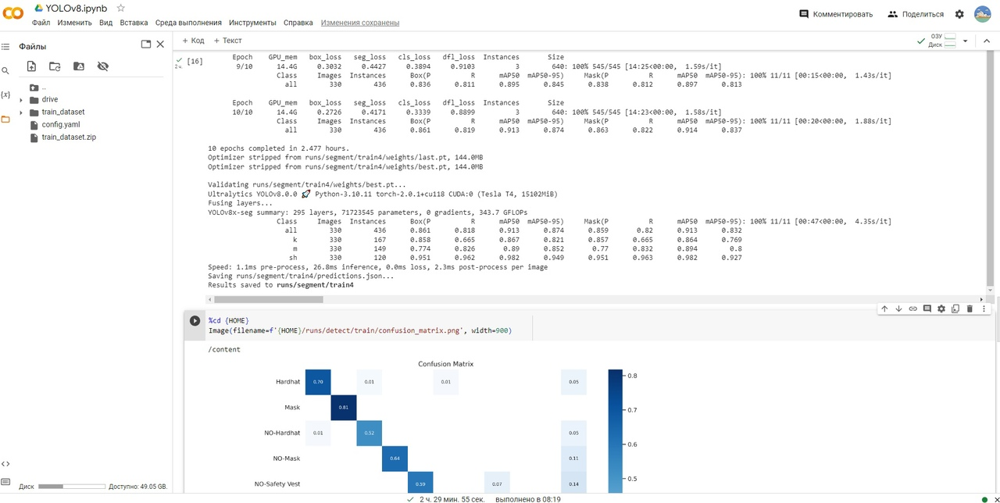 YOLOv8.ipynb
Файл Изменить Вид Вставка Среда выполнения Инструменты Справка Изменения сохранены
Комментировать Поделиться
Файлы
..
drive
train_dataset
config.yaml
train_dataset.zip
Диск Доступно: 49.05 GB.
+ Код + Текст
ОЗУ
Диск
[16]
2 ч.
Epoch GPU_mem box_loss seg_loss cls_loss dfl_loss Instances Size
9/10 14.4G 0.3032 0.4427 0.3894 0.9103 3 640: 100% 545/545 [14:25<00:00, 1.59s/it]
Class Images Instances Box(P R mAP50 mAP50-95) Mask(P R mAP50 mAP50-95): 100% 11/11 [00:15<00:00, 1.43s/it]
all 330 436 0.836 0.811 0.895 0.845 0.838 0.812 0.897 0.813
Epoch GPU_mem box_loss seg_loss cls_loss dfl_loss Instances Size
10/10 14.4G 0.2726 0.4171 0.3339 0.8899 3 640: 100% 545/545 [14:23<00:00, 1.58s/it]
Class Images Instances Box(P R mAP50 mAP50-95) Mask(P R mAP50 mAP50-95): 100% 11/11 [00:20<00:00, 1.88s/it]
all 330 436 0.861 0.819 0.913 0.874 0.863 0.822 0.914 0.837
10 epochs completed in 2.477 hours.
Optimizer stripped from runs/segment/train4/weights/last.pt, 144.0MB
Optimizer stripped from runs/segment/train4/weights/best.pt, 144.0MB
Validating runs/segment/train4/weights/best.pt...
Ultralytics YOLOv8.0.0 🚀 Python-3.10.11 torch-2.0.1+cu118 CUDA:0 (Tesla T4, 15102MiB)
Fusing layers...
YOLOv8x-seg summary: 295 layers, 71723545 parameters, 0 gradients, 343.7 GFLOPs
Class Images Instances Box(P R mAP50 mAP50-95) Mask(P R mAP50 mAP50-95): 100% 11/11 [00:47<00:00, 4.35s/it]
all 330 436 0.861 0.818 0.913 0.874 0.859 0.82 0.913 0.832
k 330 167 0.858 0.665 0.867 0.821 0.857 0.665 0.864 0.769
m 330 149 0.774 0.826 0.89 0.852 0.77 0.832 0.894 0.8
sh 330 120 0.951 0.962 0.982 0.949 0.951 0.963 0.982 0.927
Speed: 1.1ms pre-process, 26.8ms inference, 0.0ms loss, 2.3ms post-process per image
Saving runs/segment/train4/predictions.json...
Results saved to runs/segment/train4
%cd {HOME}
Image(filename=f'{HOME}/runs/detect/train/confusion_matrix.png', width=900)
/content
Confusion Matrix
Hardhat 0.70 0.01 0.01 0.05
Mask 0.81
NO-Hardhat 0.01 0.52 0.05
NO-Mask 0.64 0.11
NO-Safety Vest 0.59 0.07 0.14
0.8
0.7
0.6
0.5
2 ч. 29 мин. 55 сек. выполнено в 08:19